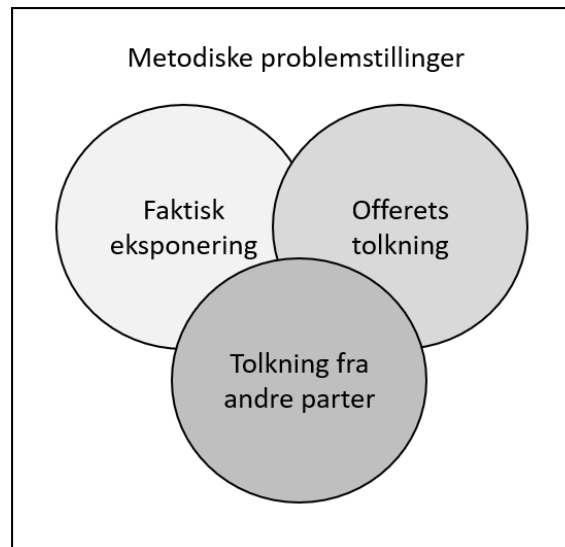 Metodiske problemstillinger
Faktisk
eksponering
Offerets
tolkning
Tolkning fra
andre parter